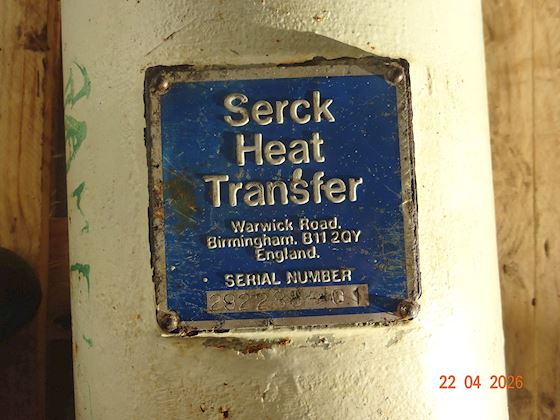 Serck
Heat
Transfer
Warwick Road,
Birmingham, B11 2QY
England.
SERIAL NUMBER
22 04 2026